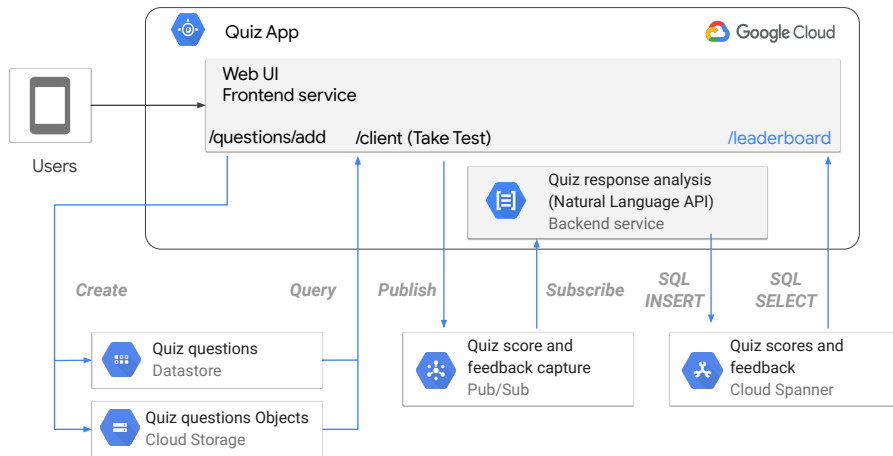 Quiz App
Google Cloud
Web UI
Frontend service
/questions/add
/client (Take Test)
/leaderboard
Users
Quiz response analysis
(Natural Language API)
Backend service
Create
Query
Publish
Subscribe
SQL
INSERT
SQL
SELECT
Quiz questions
Datastore
Quiz score and
feedback capture
Pub/Sub
Quiz scores and
feedback
Cloud Spanner
Quiz questions Objects
Cloud Storage